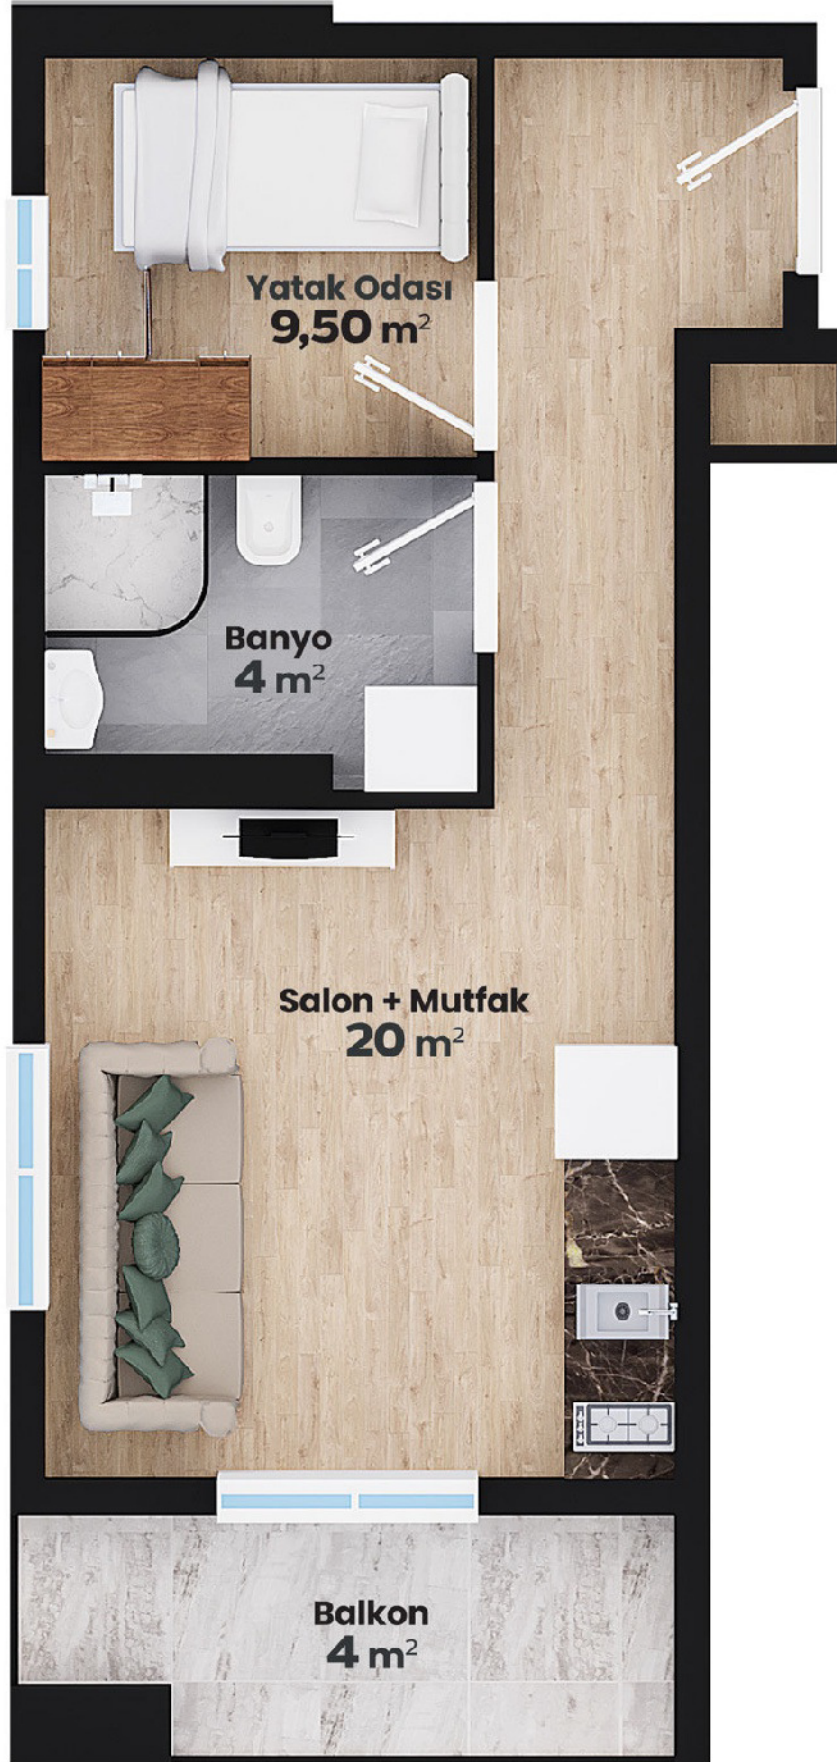 Yatak Odası
9,50 m²
Banyo
4 m²
Salon + Mutfak
20 m²
Balkon
4 m²